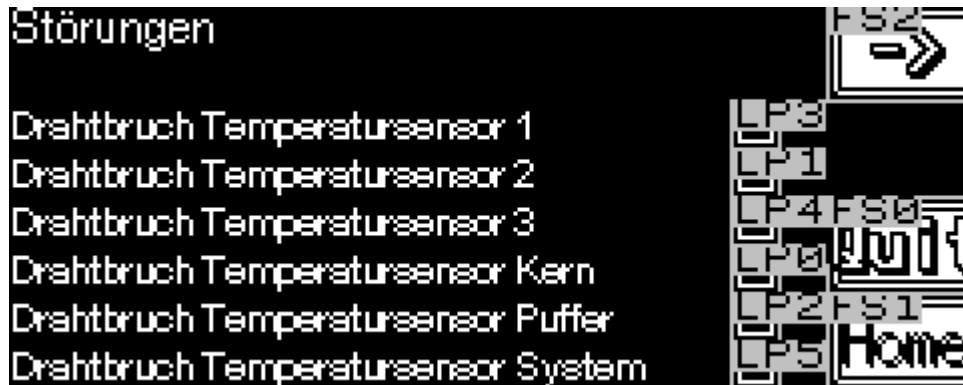 Störungen FS2
->>
Drahtbruch Temperatursensor 1 LP3
Drahtbruch Temperatursensor 2 LP1
Drahtbruch Temperatursensor 3 LP4 FS0
Drahtbruch Temperatursensor Kern LP0
Drahtbruch Temperatursensor Puffer LP2 FS1
Drahtbruch Temperatursensor System LP5 Home